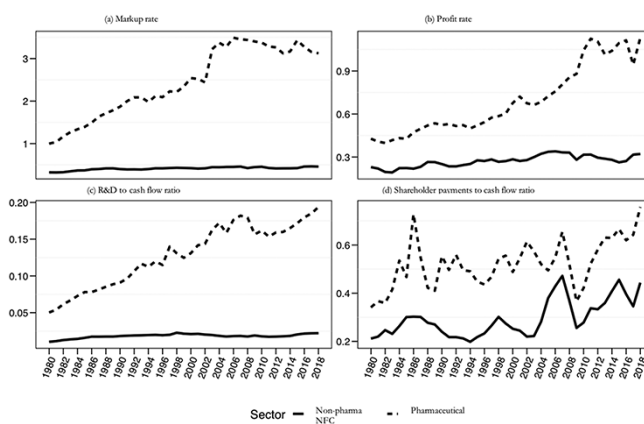 (a) Markup rate
3
2
1
(b) Profit rate
0.9
0.6
0.3
(c) R&D to cash flow ratio
0.20
0.15
0.10
0.05
1980 1982 1984 1986 1988 1990 1992 1994 1996 1998 2000 2002 2004 2006 2008 2010 2012 2014 2016 2018
(d) Shareholder payments to cash flow ratio
0.6
0.4
0.2
1980 1982 1984 1986 1988 1990 1992 1994 1996 1998 2000 2002 2004 2006 2008 2010 2012 2014 2016 2018
Sector Non-pharma Pharmaceutical
NFC